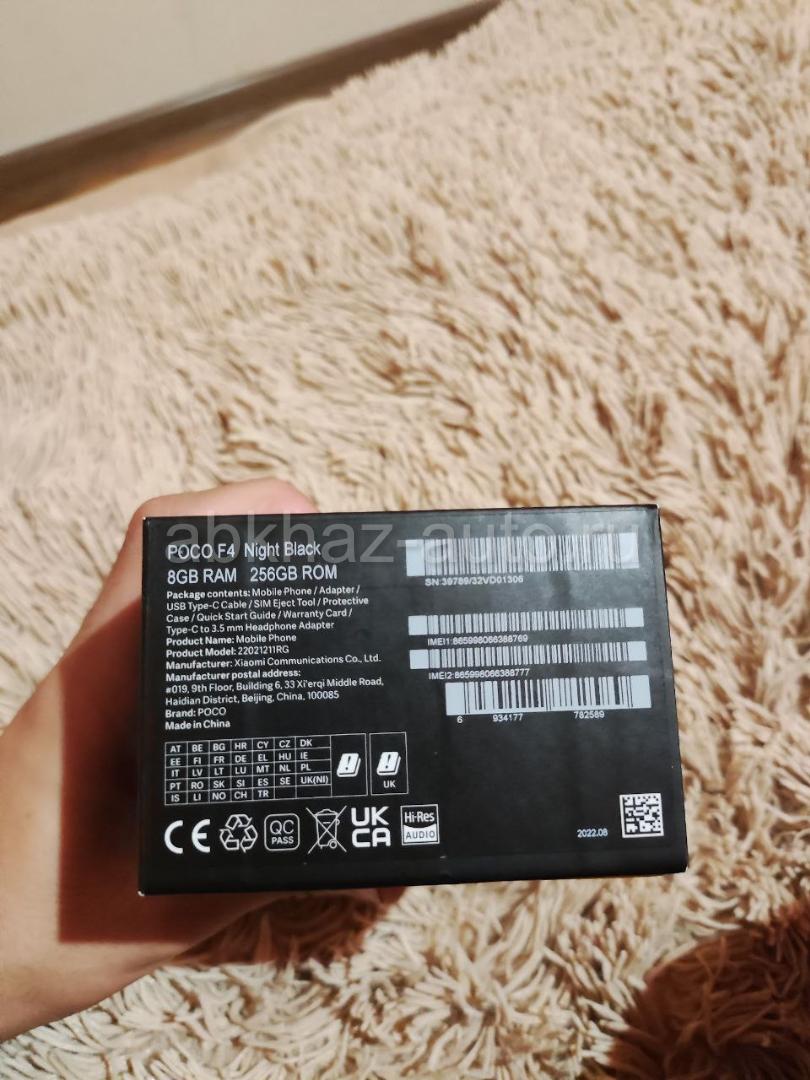 abkhaz-auto.ru
POCO F4 Night Black
8GB RAM 256GB ROM
Package contents: Mobile Phone / Adapter /
USB Type-C Cable / SIM Eject Tool / Protective
Case / Quick Start Guide / Warranty Card /
Type-C to 3.5 mm Headphone Adapter
Product Name: Mobile Phone
Product Model: 22021211RG
Manufacturer: Xiaomi Communications Co., Ltd.
Manufacturer postal address:
#019, 9th Floor, Building 6, 33 Xi'erqi Middle Road,
Haidian District, Beijing, China, 100085
Brand: POCO
Made in China
SN:39789/32VD01306
IMEI1:865998066388769
IMEI2:865998066388777
6 934177 782589
AT BE BG HR CY CZ DK
EE FI FR DE EL HU IE
IT LV LT LU MT NL PL
PT RO SK SI ES SE UK(NI)
IS LI NO CH TR
UK
CE
QC
PASS
UK
CA
Hi-Res
AUDIO
2022.08